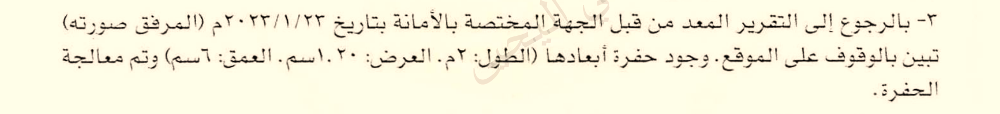 ٣- بالرجوع إلى التقرير المعد من قبل الجهة المختصة بالأمانة بتاريخ ٢٠٢٣/١/٢٣م (المرفق صورته)
تبين بالوقوف على الموقع. وجود حفرة أبعادها (الطول: ٢م. العرض: ١.٢٠سم. العمق: ٦سم) وتم معالجة
الحفرة.